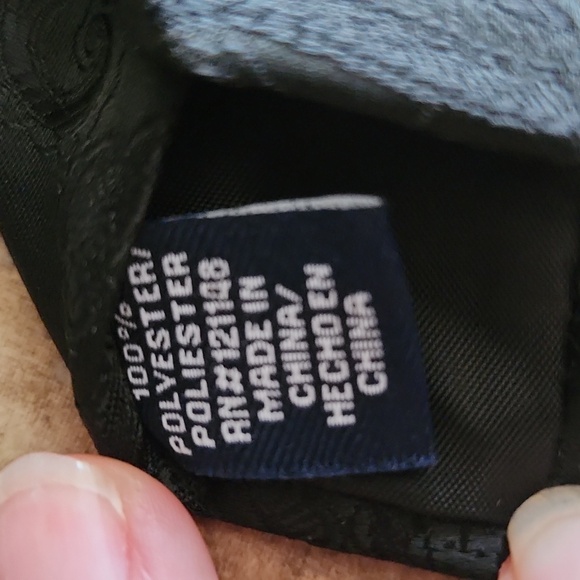 100%
POLYESTER/
POLIESTER
RN#121148
MADE IN
CHINA/
HECHO EN
CHINA